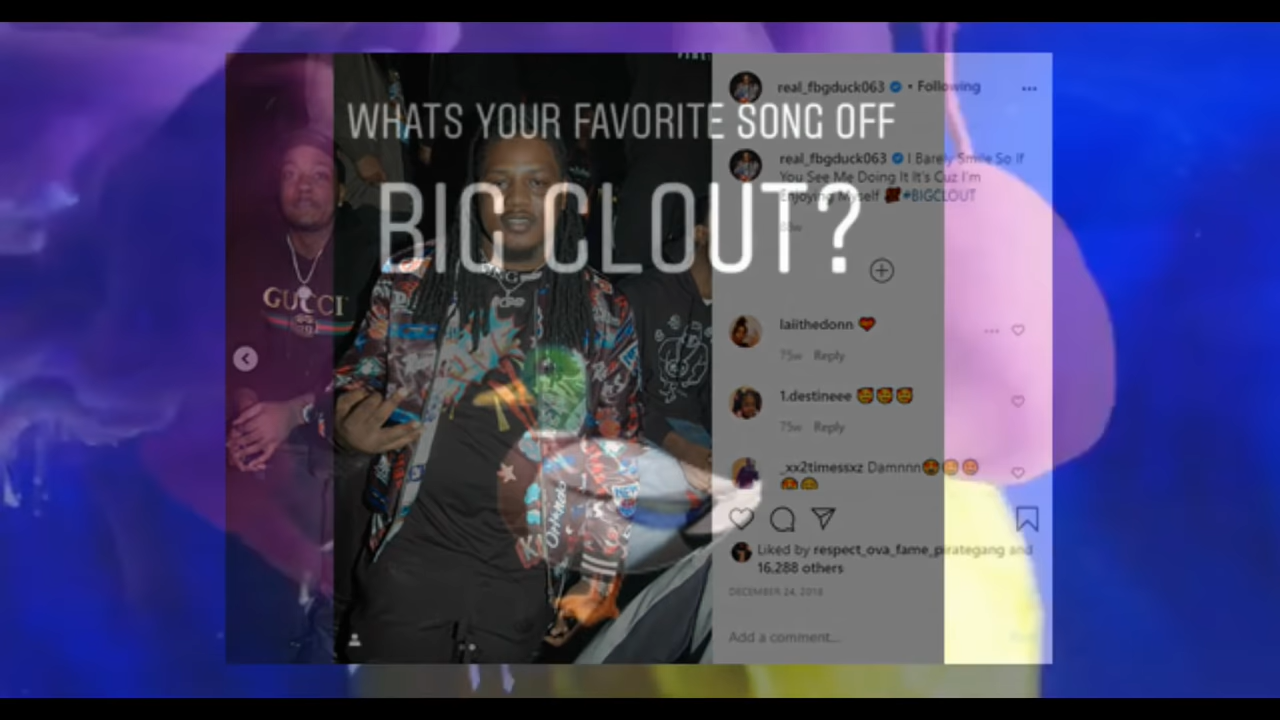 WHATS YOUR FAVORITE SONG OFF
BIG CLOUT?
GUCCI
real_fbgduck063 • Following
real_fbgduck063 I Barely Smile So If
You See Me Doing It It's Cuz I'm
Enjoying Myself #BIGCLOUT
laiithedonn
75w Reply
1.destineee
75w Reply
_xx2timessxz Damnnn
Liked by respect_ova_fame_pirategang and
16,288 others
DECEMBER 24, 2018
Add a comment...